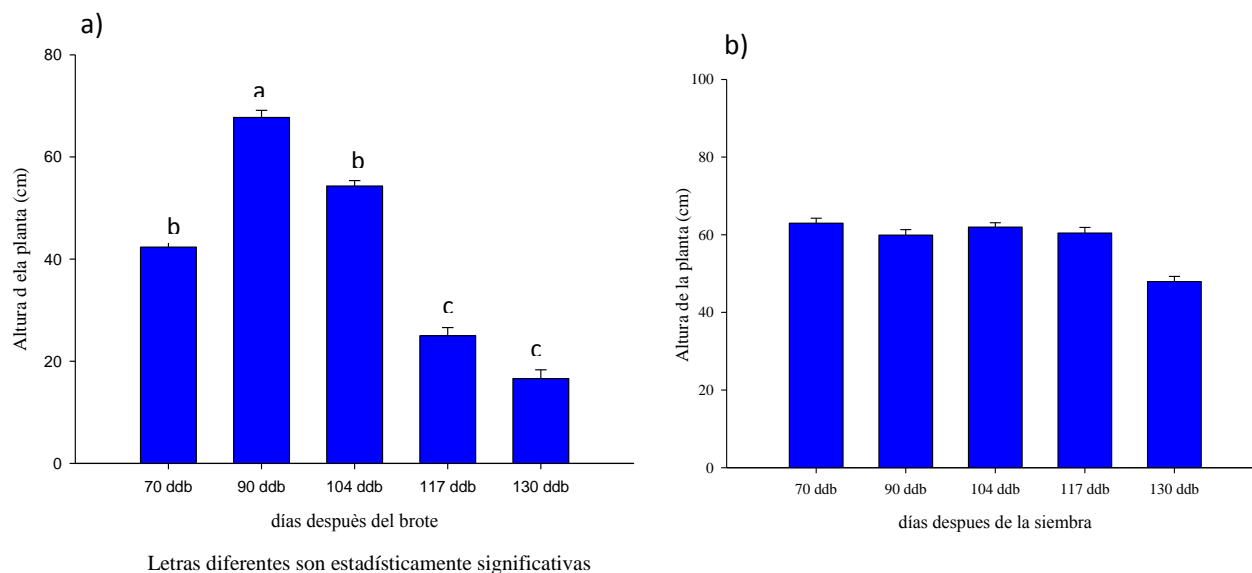 a)
80
60
40
20
0
Altura d ela planta (cm)
b
a
b
c
c
70 ddb 90 ddb 104 ddb 117 ddb 130 ddb
días despuès del brote
Letras diferentes son estadísticamente significativas
b)
100
80
60
40
20
0
Altura de la planta (cm)
70 ddb 90 ddb 104 ddb 117 ddb 130 ddb
días despues de la siembra